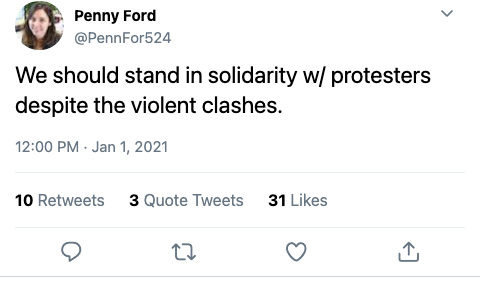 Penny Ford
@PennFor524
We should stand in solidarity w/ protesters
despite the violent clashes.
12:00 PM · Jan 1, 2021
10 Retweets 3 Quote Tweets 31 Likes